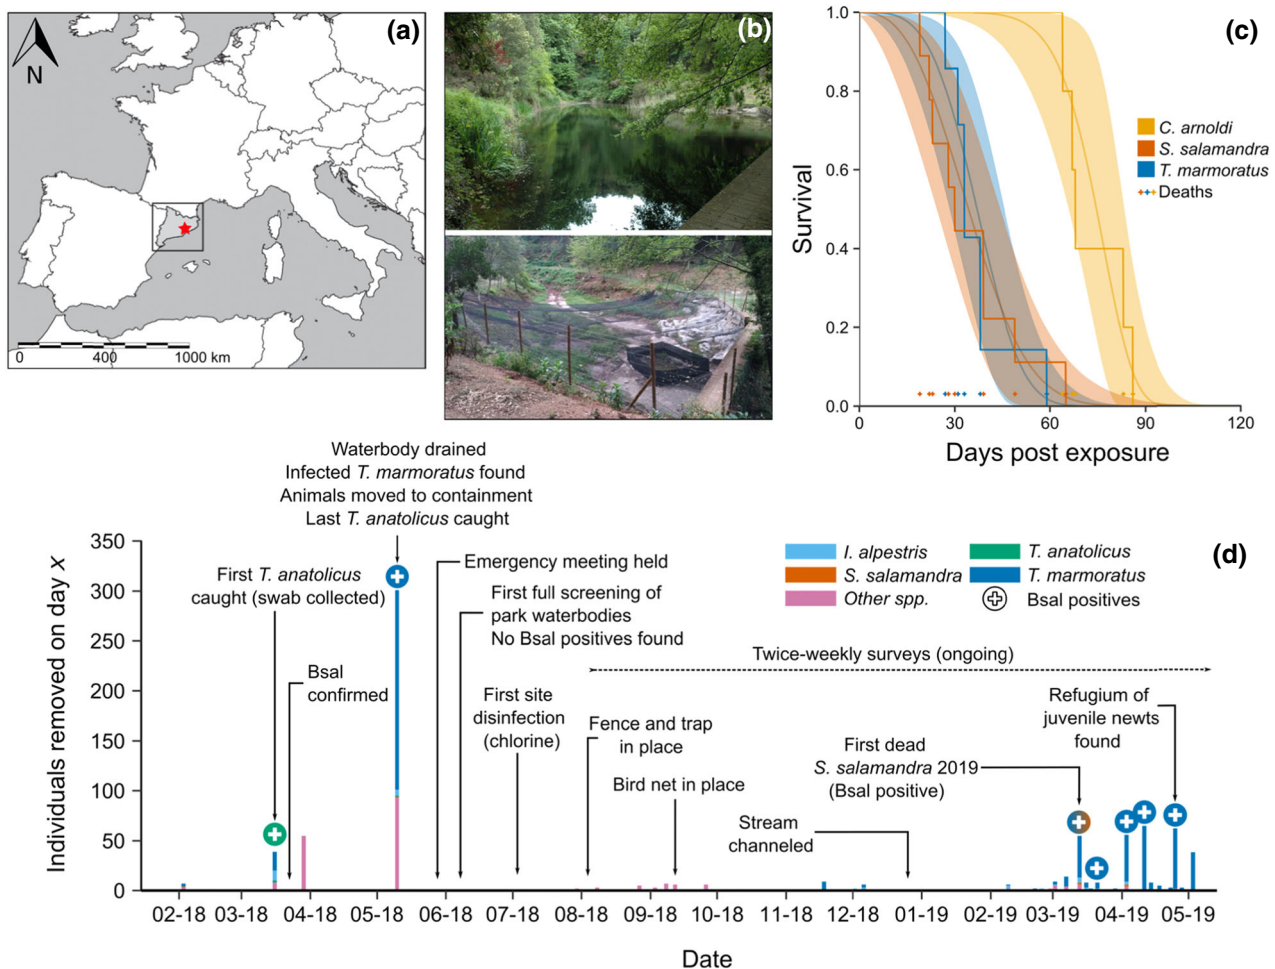 (a)
N
0 400 1000 km
(b)
(c)
Survival
1.0
0.8
0.6
0.4
0.2
0.0
0 30 60 90 120
Days post exposure
C. arnoldi
S. salamandra
T. marmoratus
Deaths
(d)
Individuals removed on day x
350
300
250
200
150
100
50
0
Waterbody drained
Infected T. marmoratus found
Animals moved to containment
Last T. anatolicus caught
First T. anatolicus
caught (swab collected)
Bsal
confirmed
Emergency meeting held
First full screening of
park waterbodies
No Bsal positives found
First site
disinfection
(chlorine)
Fence and trap
in place
Bird net in place
Stream
channeled
Twice-weekly surveys (ongoing)
First dead
S. salamandra 2019
(Bsal positive)
Refugium of
juvenile newts
found
I. alpestris
S. salamandra
Other spp.
T. anatolicus
T. marmoratus
Bsal positives
02-18 03-18 04-18 05-18 06-18 07-18 08-18 09-18 10-18 11-18 12-18 01-19 02-19 03-19 04-19 05-19
Date